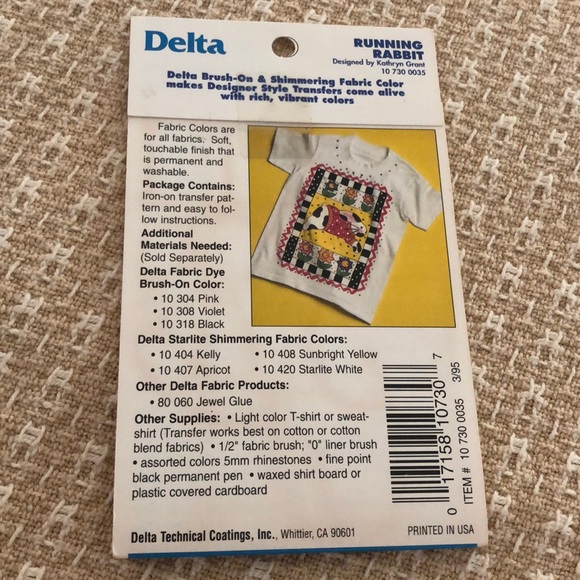 Delta
RUNNING
RABBIT
Designed by Kathryn Grant
10 730 0035
Delta Brush-On & Shimmering Fabric Color
makes Designer Style Transfers come alive
with rich, vibrant colors
Fabric Colors are
for all fabrics. Soft,
touchable finish that
is permanent and
washable.
Package Contains:
Iron-on transfer pat-
tern and easy to fol-
low instructions.
Additional
Materials Needed:
(Sold Separately)
Delta Fabric Dye
Brush-On Color:
• 10 304 Pink
• 10 308 Violet
• 10 318 Black
Delta Starlite Shimmering Fabric Colors:
• 10 404 Kelly • 10 408 Sunbright Yellow
• 10 407 Apricot • 10 420 Starlite White
Other Delta Fabric Products:
• 80 060 Jewel Glue
Other Supplies: • Light color T-shirt or sweat-
shirt (Transfer works best on cotton or cotton
blend fabrics) • 1/2" fabric brush; "0" liner brush
• assorted colors 5mm rhinestones • fine point
black permanent pen • waxed shirt board or
plastic covered cardboard
0 17158 10730 7
ITEM # 10 730 0035 3/95
Delta Technical Coatings, Inc., Whittier, CA 90601
PRINTED IN USA